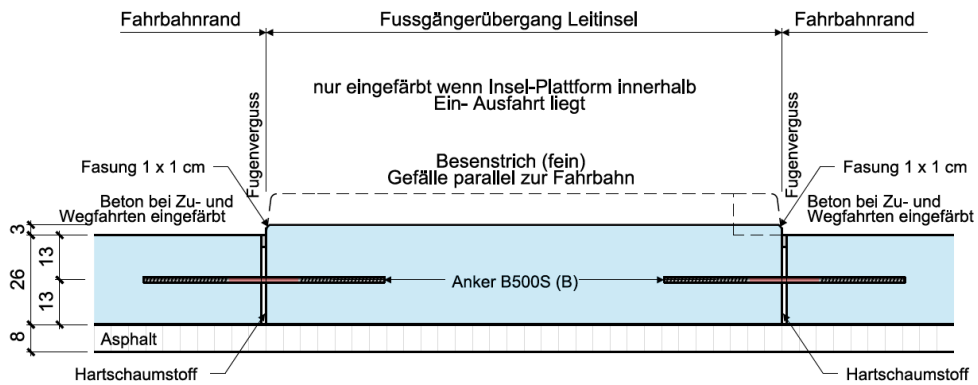 Fahrbahnrand
Fussgängerübergang Leitinsel
Fahrbahnrand
nur eingefärbt wenn Insel-Plattform innerhalb
Ein- Ausfahrt liegt
Fugenverguss
Fugenverguss
Fasung 1 x 1 cm
Besenstrich (fein)
Gefälle parallel zur Fahrbahn
Fasung 1 x 1 cm
Beton bei Zu- und
Wegfahrten eingefärbt
Beton bei Zu- und
Wegfahrten eingefärbt
3
26
13
13
8
Anker B500S (B)
Asphalt
Hartschaumstoff
Hartschaumstoff